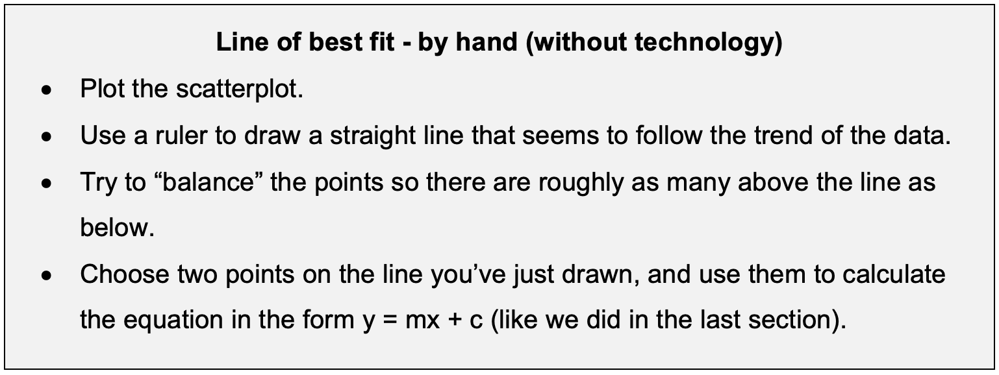 Line of best fit - by hand (without technology)
• Plot the scatterplot.
• Use a ruler to draw a straight line that seems to follow the trend of the data.
• Try to “balance” the points so there are roughly as many above the line as
below.
• Choose two points on the line you’ve just drawn, and use them to calculate
the equation in the form y = mx + c (like we did in the last section).